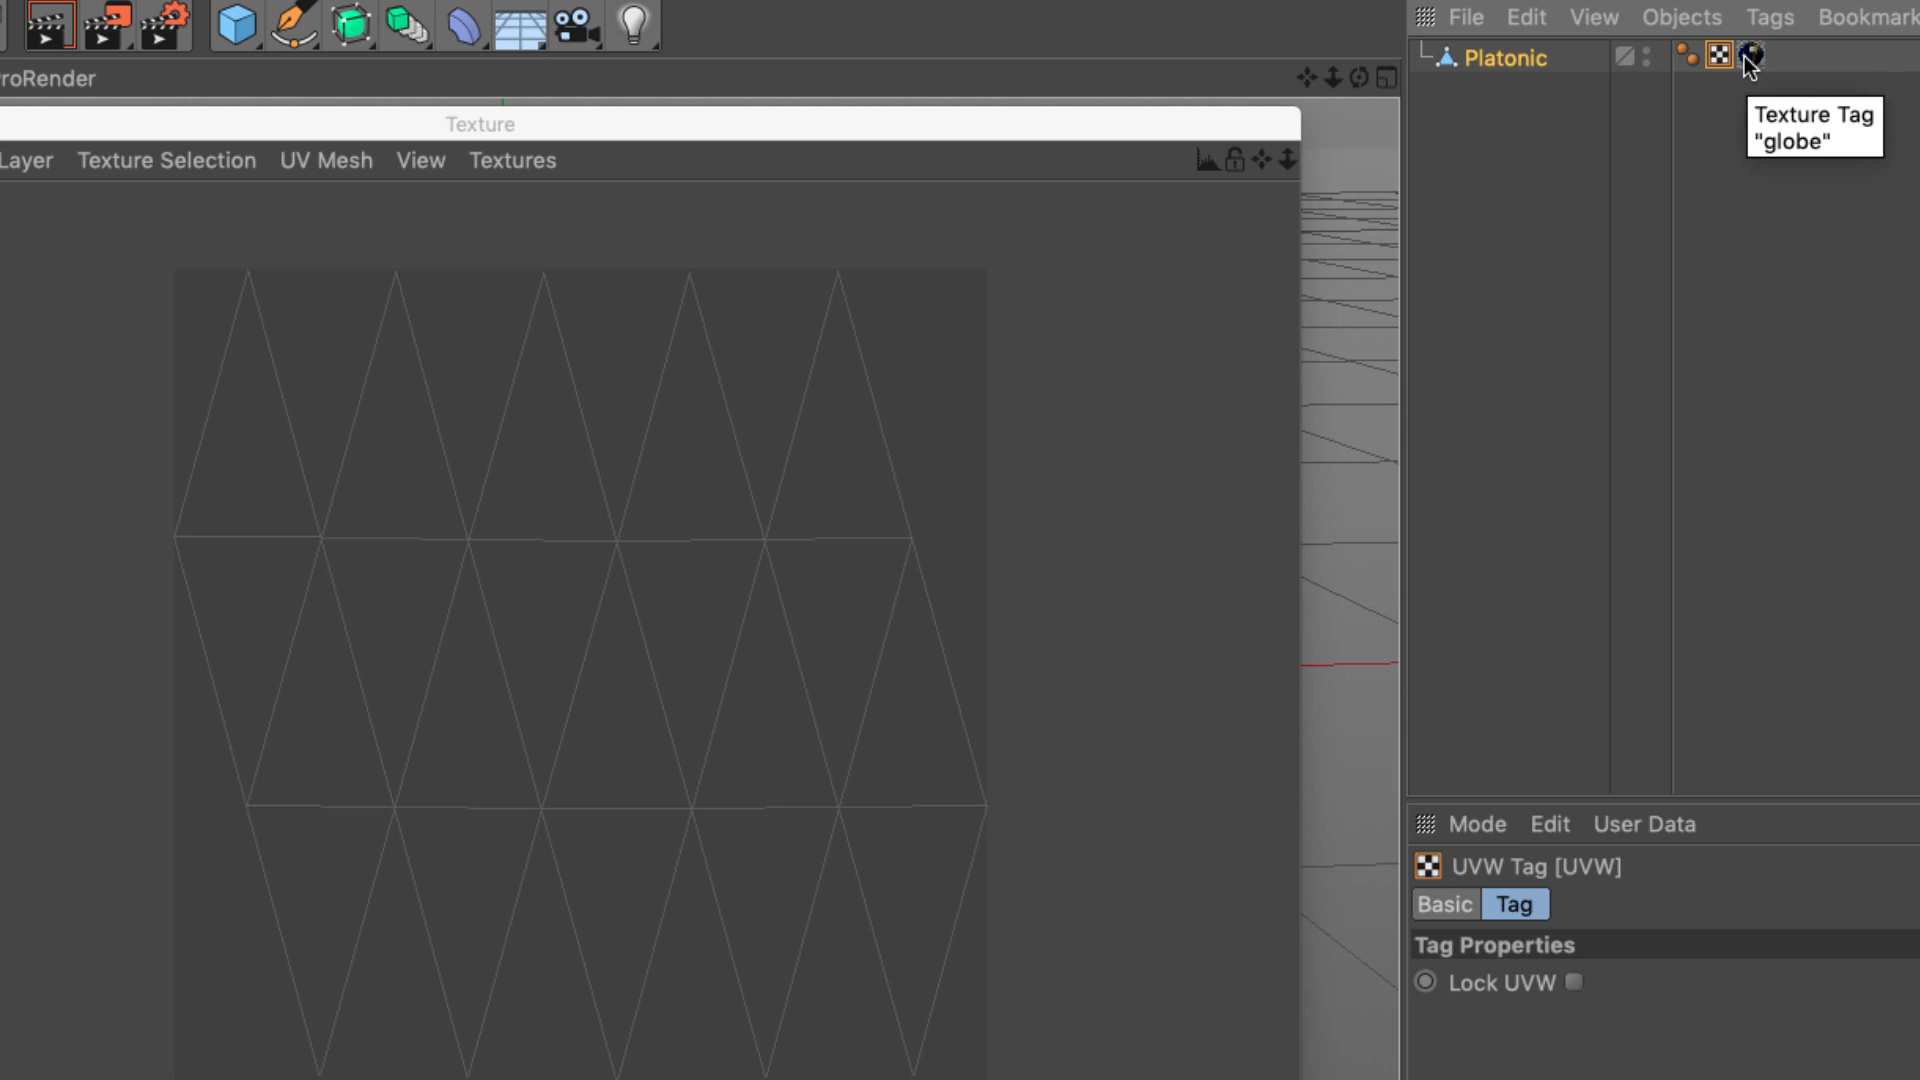 File Edit View Objects Tags Bookmark
Platonic
Texture Tag
"globe"
roRender
Texture
Layer Texture Selection UV Mesh View Textures
Mode Edit User Data
UVW Tag [UVW]
Basic Tag
Tag Properties
Lock UVW